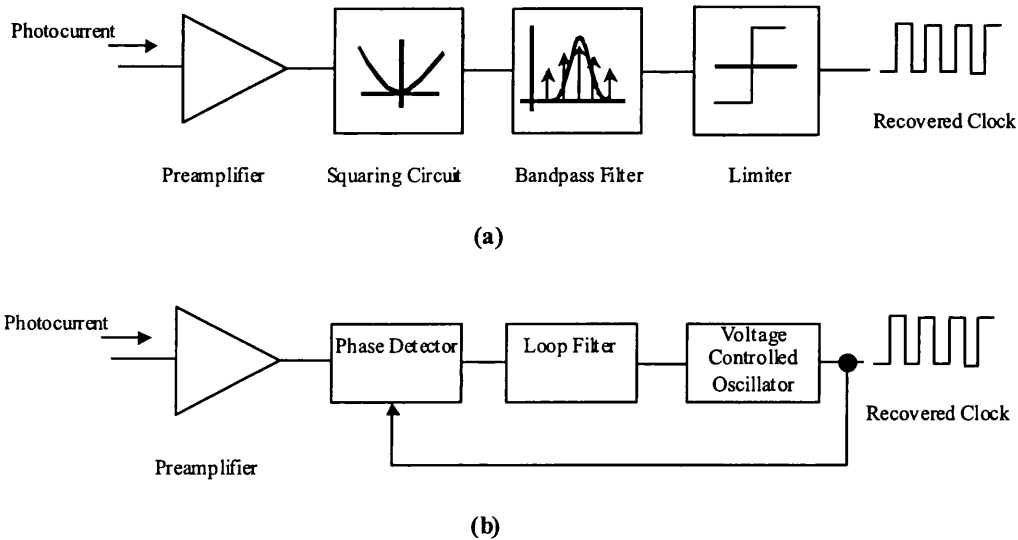 Photocurrent
Recovered Clock
Preamplifier
Squaring Circuit
Bandpass Filter
Limiter
(a)
Photocurrent
Phase Detector
Loop Filter
Voltage
Controlled
Oscillator
Recovered Clock
Preamplifier
(b)